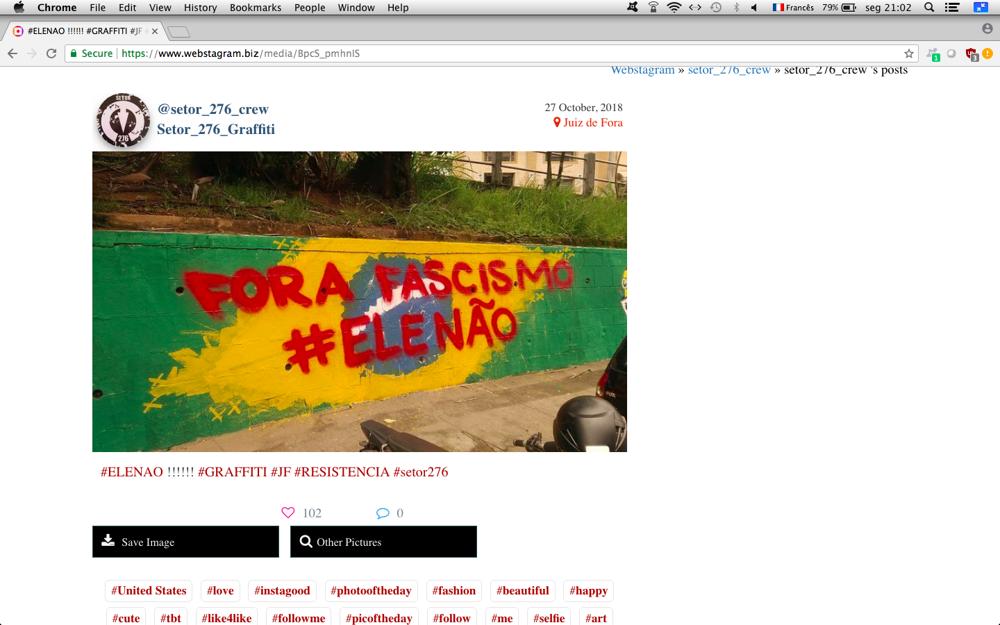 Chrome File Edit View History Bookmarks People Window Help Francês 79% seg 21:02
#ELENAO !!!!!! #GRAFFITI #JF #
Secure https://www.webstagram.biz/media/BpcS_pmhnIS 1 3
Webstagram » setor_276_crew » setor_276_crew 's posts
SETOR
276
@setor_276_crew
Setor_276_Graffiti
27 October, 2018
Juiz de Fora
FORA FASCISMO
#ELENÃO
#ELENAO !!!!!! #GRAFFITI #JF #RESISTENCIA #setor276
102 0
Save Image Other Pictures
#United States #love #instagood #photooftheday #fashion #beautiful #happy
#cute #tbt #like4like #followme #picoftheday #follow #me #selfie #art